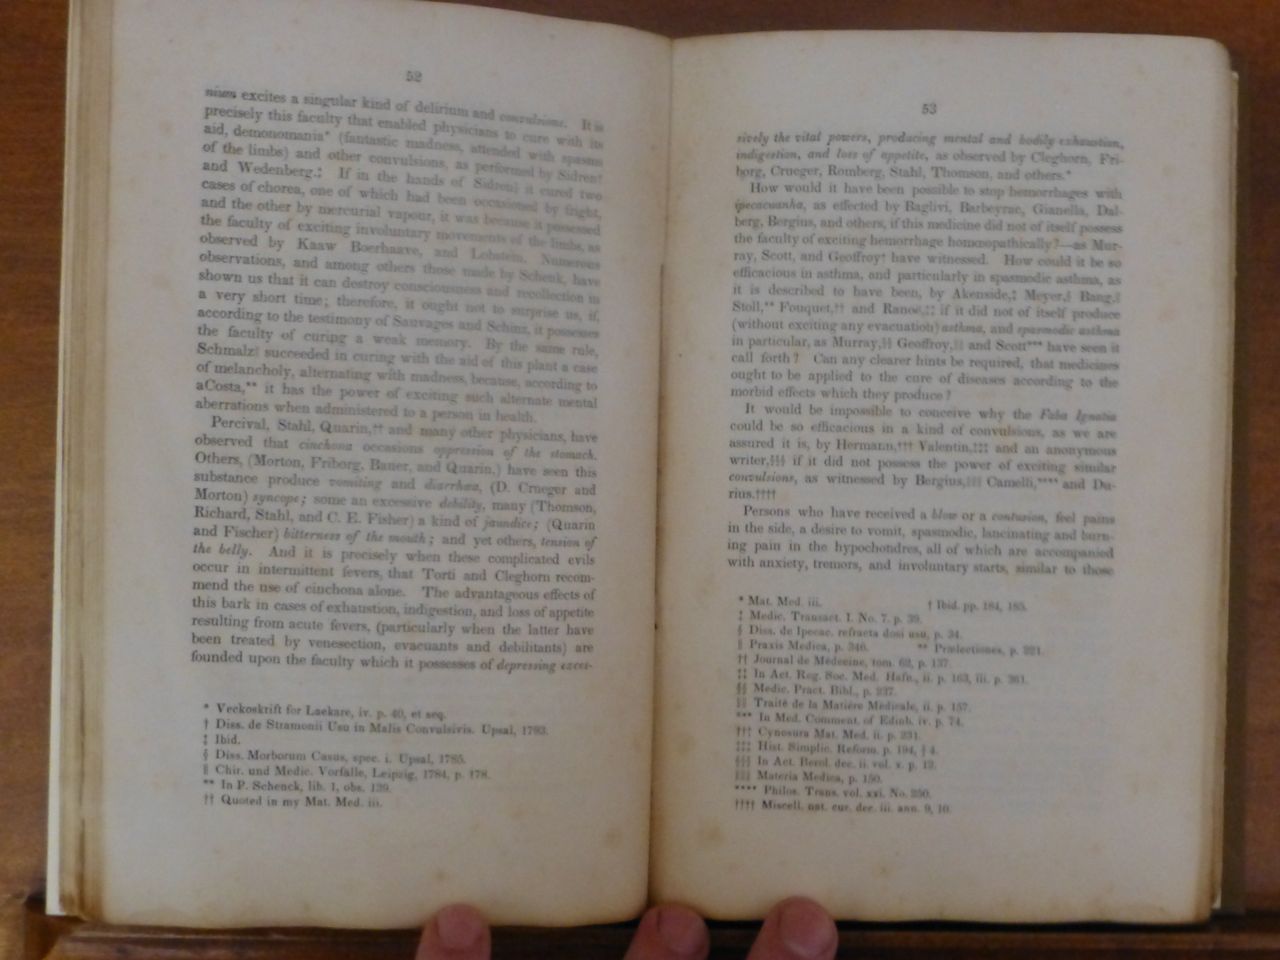 52
nium excites a singular kind of delirium and convulsions. It is
precisely this faculty that enabled physicians to cure with its
aid, demonomania* (fantastic madness, attended with spasms
of the limbs) and other convulsions, as performed by Sidren†
and Wedenberg.‡ If in the hands of Sidren§ it cured two
cases of chorea, one of which had been occasioned by fright,
and the other by mercurial vapour, it was because it possessed
the faculty of exciting involuntary movements of the limbs, as
observed by Kaaw Boerhaave, and Lobstein. Numerous
observations, and among others those made by Schenk, have
shown us that it can destroy consciousness and recollection in
a very short time; therefore, it ought not to surprise us, if,
according to the testimony of Sauvages and Schinz, it possesses
the faculty of curing a weak memory. By the same rule,
Schmalz‖ succeeded in curing with the aid of this plant a case
of melancholy, alternating with madness, because, according to
aCosta,** it has the power of exciting such alternate mental
aberrations when administered to a person in health.
Percival, Stahl, Quarin,†† and many other physicians, have
observed that cinchona occasions oppression of the stomach.
Others, (Morton, Friborg, Bauer, and Quarin,) have seen this
substance produce vomiting and diarrhœa, (D. Crueger and
Morton) syncope; some an excessive debility, many (Thomson,
Richard, Stahl, and C. E. Fisher) a kind of jaundice; (Quarin
and Fischer) bitterness of the mouth; and yet others, tension of
the belly. And it is precisely when these complicated evils
occur in intermittent fevers, that Torti and Cleghorn recom-
mend the use of cinchona alone. The advantageous effects of
this bark in cases of exhaustion, indigestion, and loss of appetite
resulting from acute fevers, (particularly when the latter have
been treated by venesection, evacuants and debilitants) are
founded upon the faculty which it possesses of depressing exces-
* Veckoskrift for Laekare, iv. p. 40, et seq.
† Diss. de Stramonii Usu in Malis Convulsivis. Upsal, 1793.
‡ Ibid.
§ Diss. Morborum Casus, spec. i. Upsal, 1785.
‖ Chir. und Medic. Vorfälle, Leipzig, 1784, p. 178.
** In P. Schenck, lib. 1, obs. 139.
†† Quoted in my Mat. Med. iii.
53
sively the vital powers, producing mental and bodily exhaustion,
indigestion, and loss of appetite, as observed by Cleghorn, Fri-
borg, Crueger, Romberg, Stahl, Thomson, and others.*
How would it have been possible to stop hemorrhages with
ipecacuanha, as effected by Baglivi, Barbeyrac, Gianella, Dal-
berg, Bergius, and others, if this medicine did not of itself possess
the faculty of exciting hemorrhage homœopathically?—as Mur-
ray, Scott, and Geoffroy† have witnessed. How could it be so
efficacious in asthma, and particularly in spasmodic asthma, as
it is described to have been, by Akenside,‡ Meyer,§ Bang,‖
Stoll,** Fouquet,†† and Ranoe,‡‡ if it did not of itself produce
(without exciting any evacuation) asthma, and spasmodic asthma
in particular, as Murray,§§ Geoffroy,‖‖ and Scott*** have seen it
call forth? Can any clearer hints be required, that medicines
ought to be applied to the cure of diseases according to the
morbid effects which they produce?
It would be impossible to conceive why the Faba Ignatia
could be so efficacious in a kind of convulsions, as we are
assured it is, by Hermann,††† Valentin,‡‡‡ and an anonymous
writer,§§§ if it did not possess the power of exciting similar
convulsions, as witnessed by Bergius,‖‖‖ Camelli,**** and Du-
rius.††††
Persons who have received a blow or a contusion, feel pains
in the side, a desire to vomit, spasmodic, lancinating and burn-
ing pain in the hypochondres, all of which are accompanied
with anxiety, tremors, and involuntary starts, similar to those
* Mat. Med. iii. † Ibid. pp. 184, 185.
‡ Medic. Transact. I. No. 7. p. 39.
§ Diss. de Ipecac. refracta dosi usu, p. 34.
‖ Praxis Medica, p. 346. ** Prælectiones, p. 221.
†† Journal de Médecine, tom. 62, p. 137.
‡‡ In Act. Reg. Soc. Med. Hafn., ii. p. 163, iii. p. 361.
§§ Medic. Pract. Bibl., p. 237.
‖‖ Traité de la Matière Médicale, ii. p. 157.
*** In Med. Comment. of Edinb. iv. p. 74.
††† Cynosura Mat. Med. ii. p. 231.
‡‡‡ Hist. Simplic. Reform. p. 194, § 4.
§§§ In Act. Berol. dec. ii. vol. x. p. 12.
‖‖‖ Materia Medica, p. 150.
**** Philos. Trans. vol. xxi. No. 250.
†††† Miscell. nat. cur. dec. iii. ann. 9, 10.